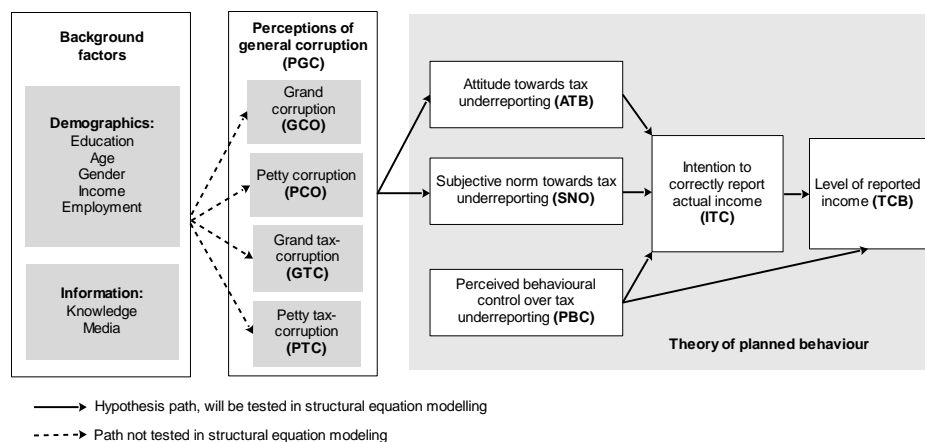 Background
factors
Demographics:
Education
Age
Gender
Income
Employment
Information:
Knowledge
Media
Perceptions of
general corruption
(PGC)
Grand
corruption
(GCO)
Petty corruption
(PCO)
Grand tax-
corruption
(GTC)
Petty tax-
corruption
(PTC)
Attitude towards tax
underreporting (ATB)
Subjective norm towards tax
underreporting (SNO)
Perceived behavioural
control over tax
underreporting (PBC)
Intention to
correctly report
actual income
(ITC)
Level of reported
income (TCB)
Theory of planned behaviour
Hypothesis path, will be tested in structural equation modelling
Path not tested in structural equation modeling